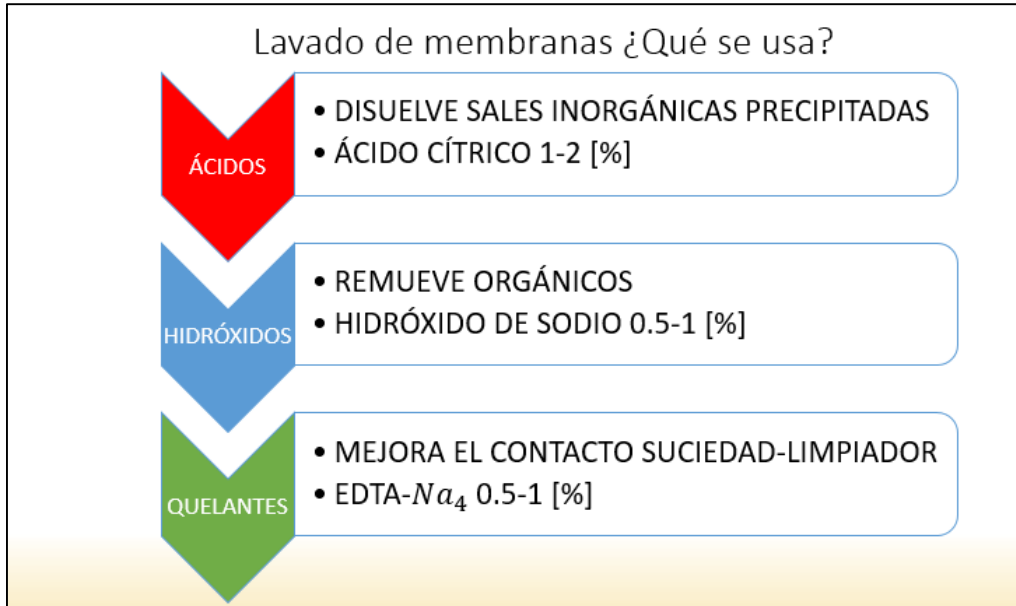 Lavado de membranas ¿Qué se usa?
ÁCIDOS
• DISUELVE SALES INORGÁNICAS PRECIPITADAS
• ÁCIDO CÍTRICO 1-2 [%]
HIDRÓXIDOS
• REMUEVE ORGÁNICOS
• HIDRÓXIDO DE SODIO 0.5-1 [%]
QUELANTES
• MEJORA EL CONTACTO SUCIEDAD-LIMPIADOR
• EDTA-Na₄ 0.5-1 [%]